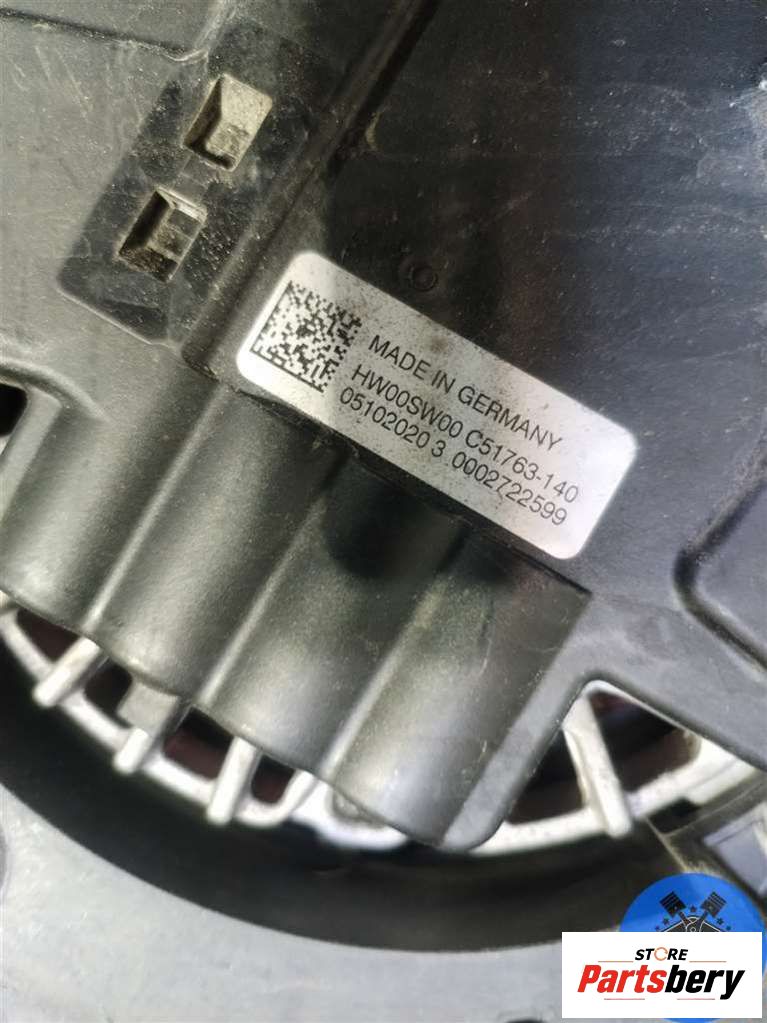 MADE IN GERMANY
HW00SW00 C51763-140
05102020 3 0002722599
STORE
Partsbery